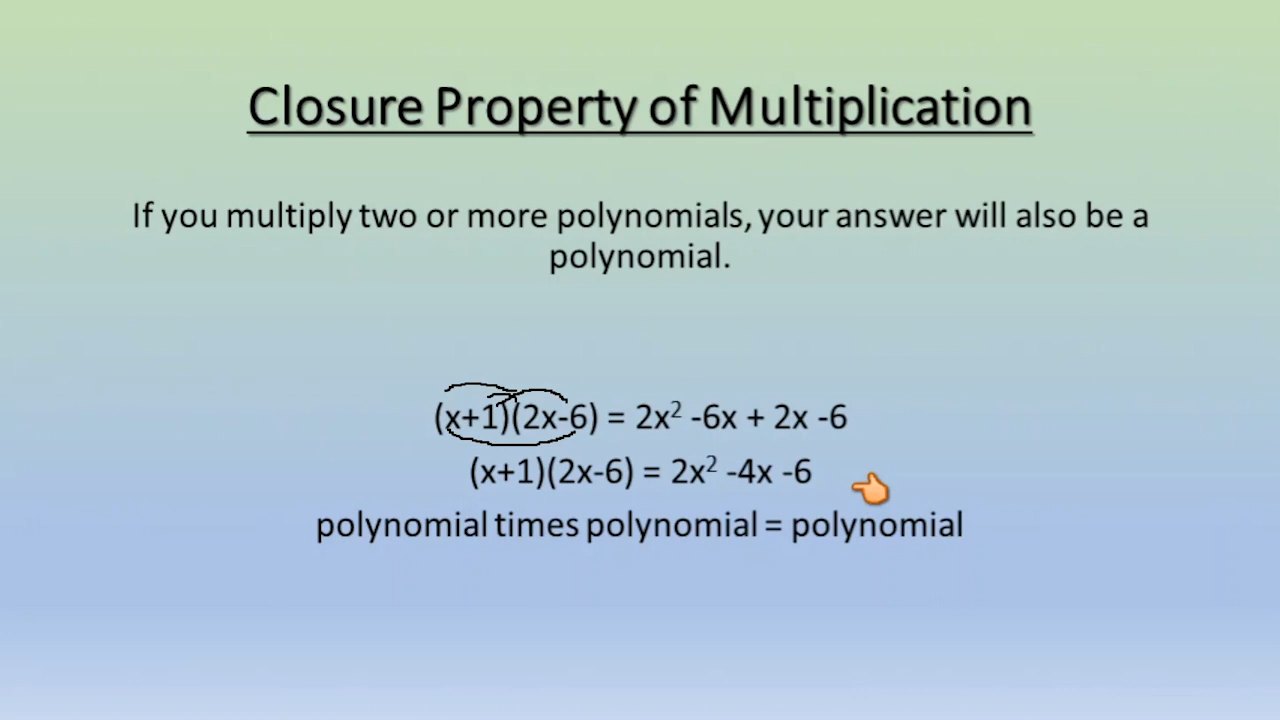 Closure Property of Multiplication
If you multiply two or more polynomials, your answer will also be a
polynomial.
(x+1)(2x-6) = 2x² -6x + 2x -6
(x+1)(2x-6) = 2x² -4x -6
polynomial times polynomial = polynomial